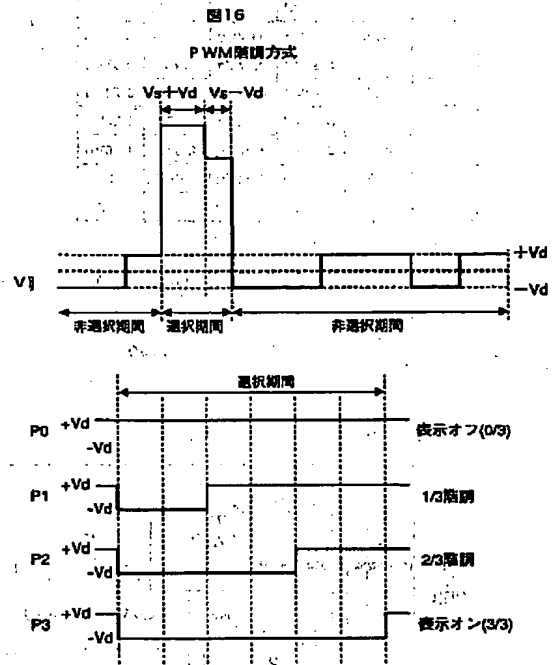 図16
PWM階調方式
Vs+Vd Vs−Vd
+Vd
−Vd
非選択期間 選択期間 非選択期間
選択期間
P0 +Vd 表示オフ(0/3)
-Vd
P1 +Vd 1/3階調
-Vd
P2 +Vd 2/3階調
-Vd
P3 +Vd 表示オン(3/3)
-Vd